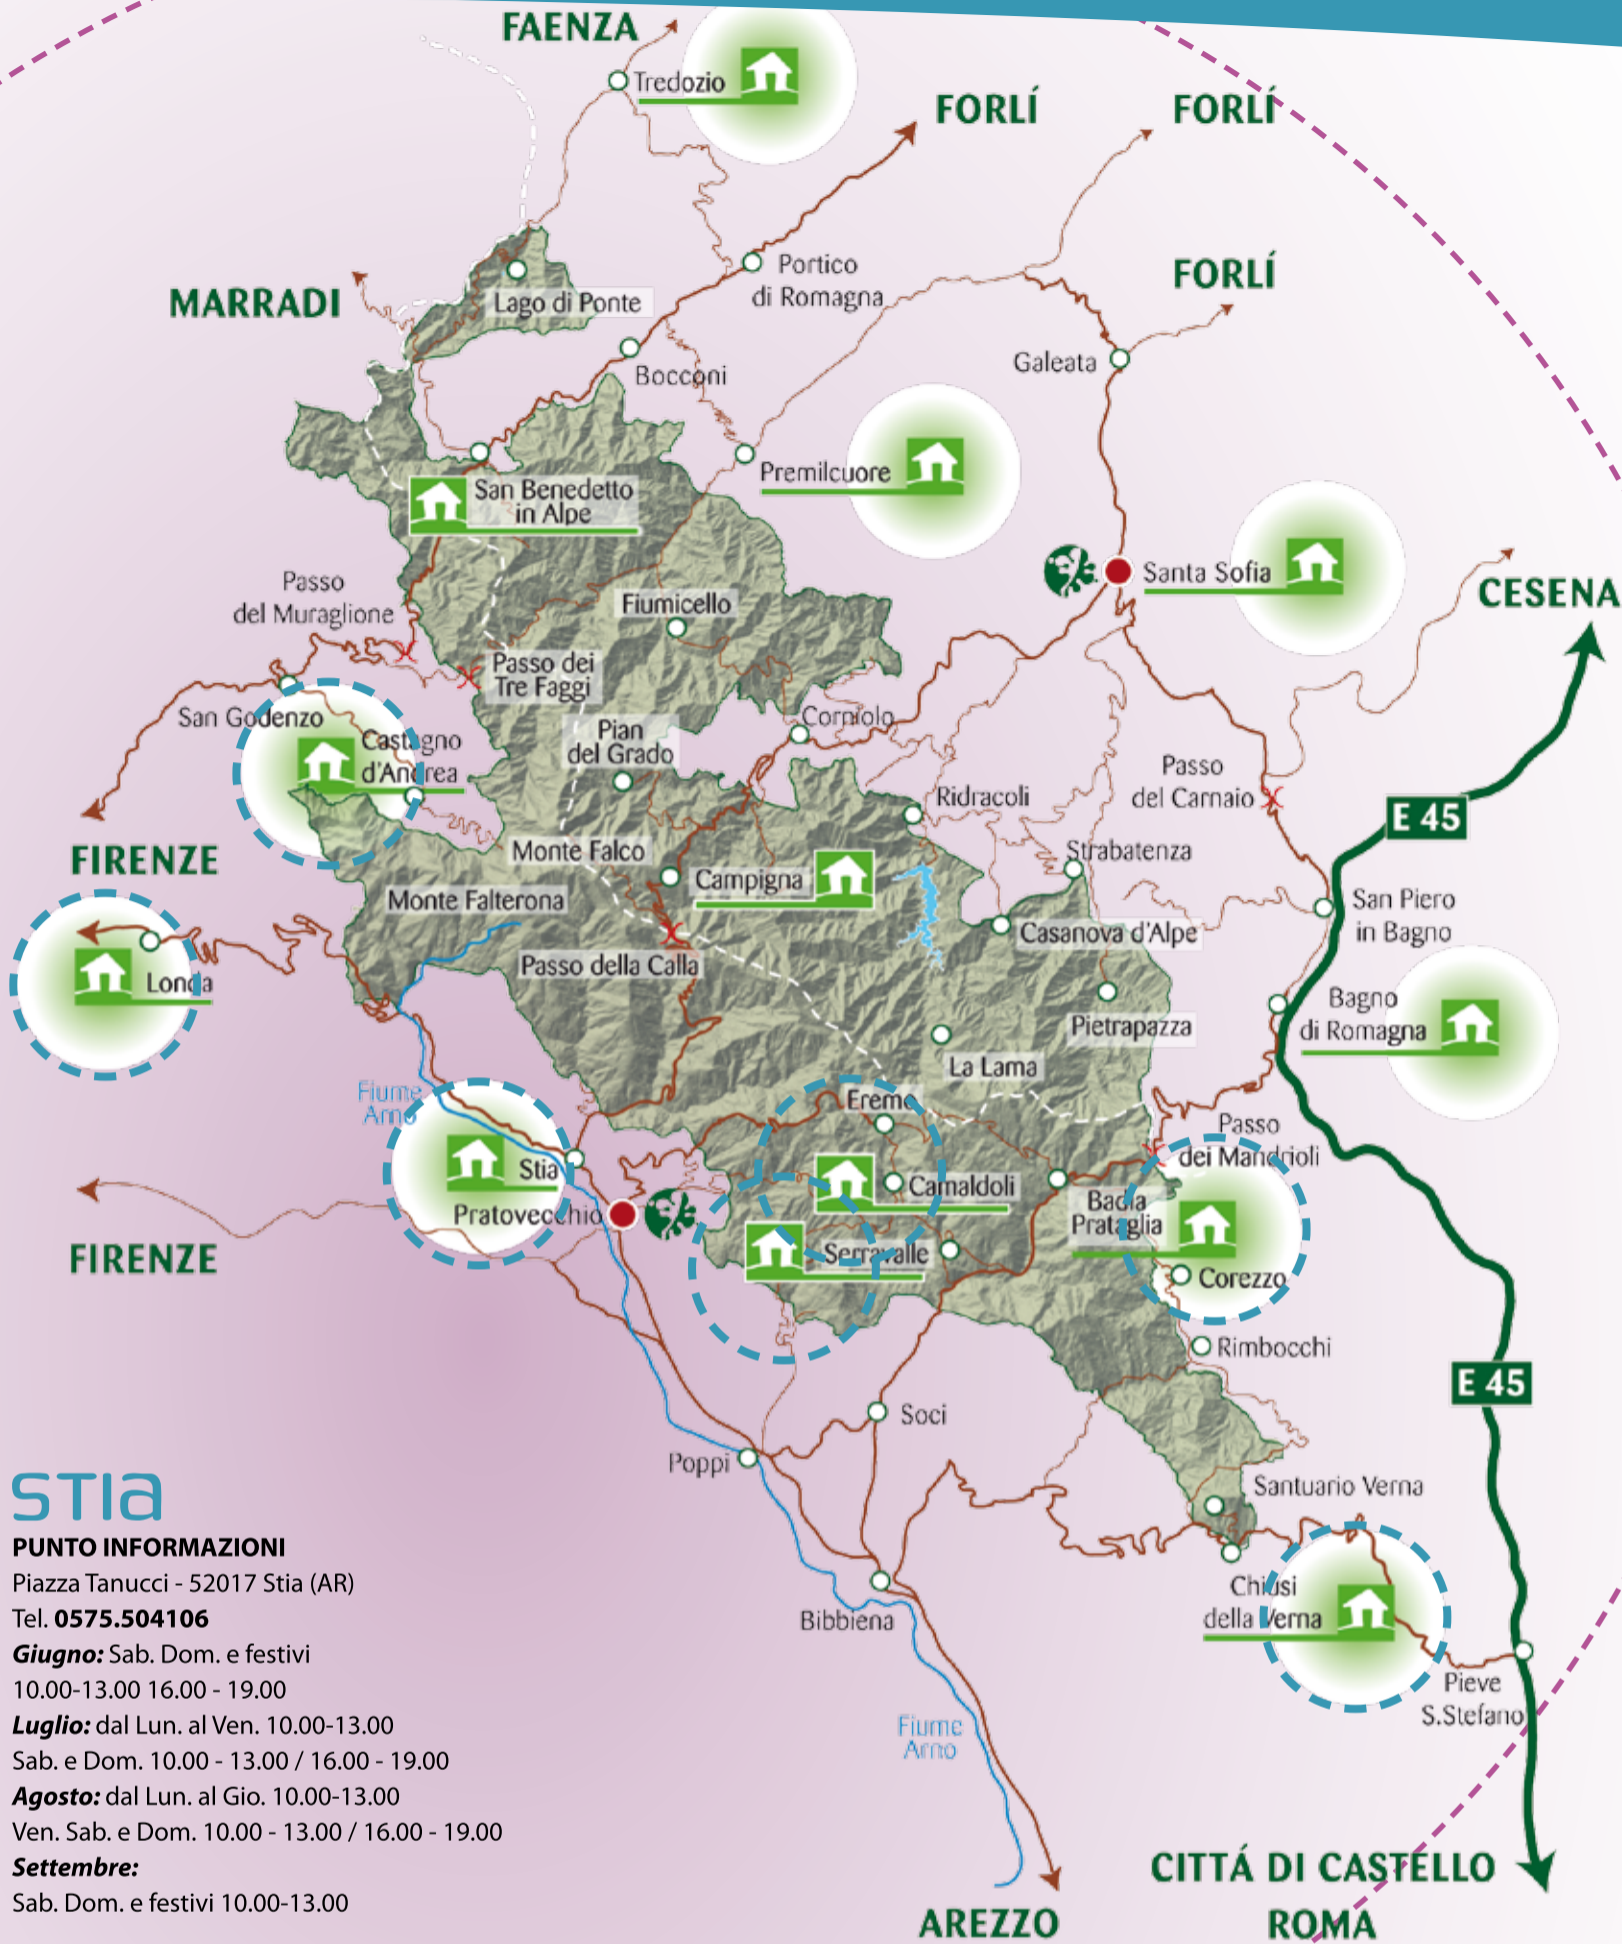 FAENZA
Tredozio
FORLÍ
FORLÍ
Portico
di Romagna
FORLÍ
MARRADI
Lago di Ponte
Bocconi
Galeata
Premilcuore
San Benedetto
in Alpe
Santa Sofia
CESENA
Passo
del Muraglione
Fiumicello
Passo dei
Tre Faggi
San Godenzo
Castagno
d'Andrea
Pian
del Grado
Corniolo
Passo
del Carnaio
Ridracoli
E 45
FIRENZE
Monte Falco
Strabatenza
Campigna
Monte Falterona
San Piero
in Bagno
Casanova d'Alpe
Passo della Calla
Londa
Bagno
di Romagna
Pietrapazza
La Lama
Fiume
Arno
Eremo
Passo
dei Mandrioli
Stia
Camaldoli
Badia
Prataglia
Pratovecchio
Serravalle
FIRENZE
Corezzo
Rimbocchi
E 45
Soci
Poppi
Santuario Verna
Chiusi
della Verna
Bibbiena
Pieve
S.Stefano
Fiume
Arno
CITTÁ DI CASTELLO
AREZZO
ROMA
STIA
PUNTO INFORMAZIONI
Piazza Tanucci - 52017 Stia (AR)
Tel. 0575.504106
Giugno: Sab. Dom. e festivi
10.00-13.00 16.00 - 19.00
Luglio: dal Lun. al Ven. 10.00-13.00
Sab. e Dom. 10.00 - 13.00 / 16.00 - 19.00
Agosto: dal Lun. al Gio. 10.00-13.00
Ven. Sab. e Dom. 10.00 - 13.00 / 16.00 - 19.00
Settembre:
Sab. Dom. e festivi 10.00-13.00